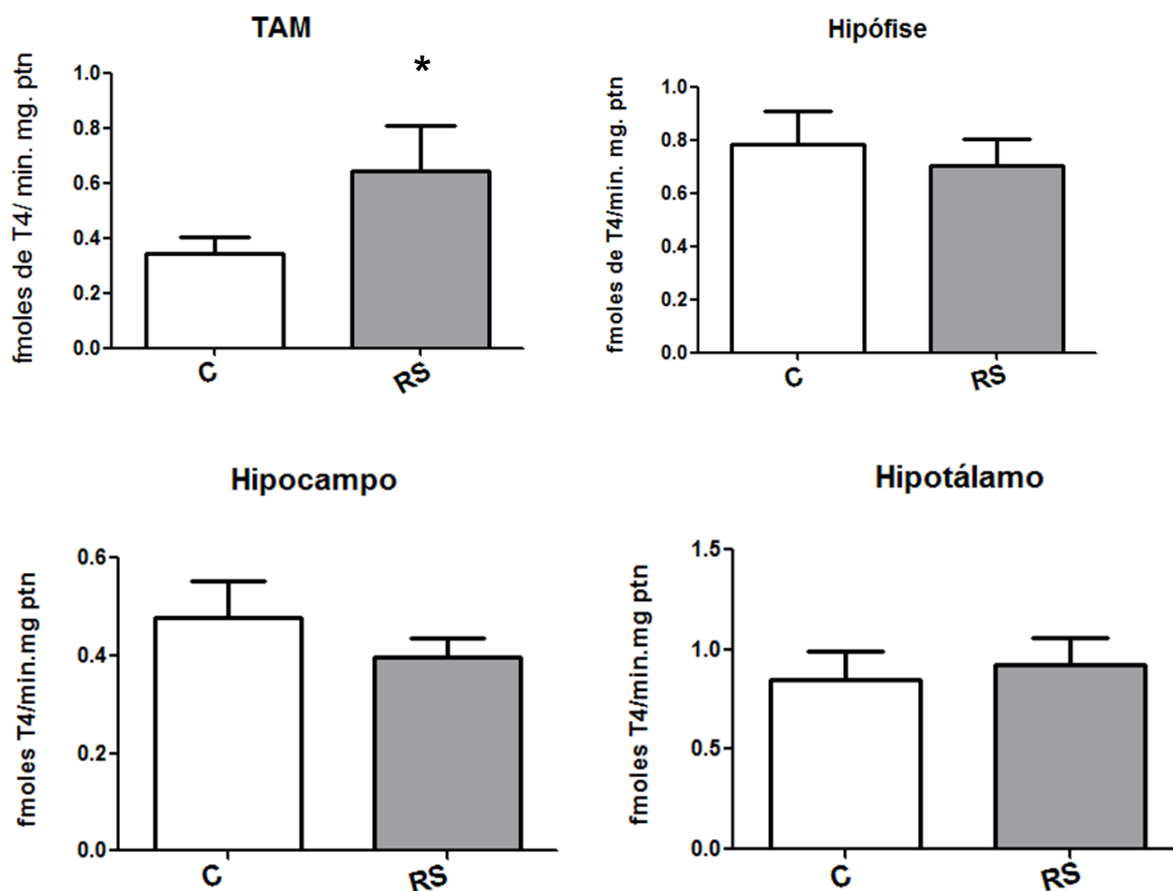 TAM
*
fmoles de T4/ min. mg. ptn
1.0
0.8
0.6
0.4
0.2
0.0
C
RS
Hipófise
fmoles de T4/min. mg. ptn
1.0
0.8
0.6
0.4
0.2
0.0
C
RS
Hipocampo
fmoles T4/min.mg ptn
0.6
0.4
0.2
0.0
C
RS
Hipotálamo
fmoles T4/min.mg ptn
1.5
1.0
0.5
0.0
C
RS